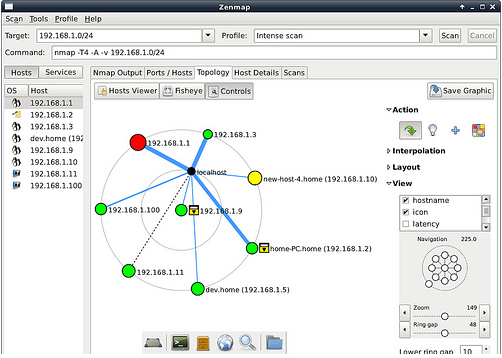 Zenmap
Scan Tools Profile Help
Target: 192.168.1.0/24 Profile: Intense scan Scan Cancel
Command: nmap -T4 -A -v 192.168.1.0/24
Hosts Services
Nmap Output Ports / Hosts Topology Host Details Scans
OS Host
192.168.1.1
192.168.1.2
192.168.1.3
dev.home (192
192.168.1.9
192.168.1.10
192.168.1.11
192.168.1.100
Hosts Viewer Fisheye Controls Save Graphic
192.168.1.1
192.168.1.3
localhost
new-host-4.home (192.168.1.10)
192.168.1.100
192.168.1.9
home-PC.home (192.168.1.2)
192.168.1.11
dev.home (192.168.1.5)
Action
Interpolation
Layout
View
hostname
icon
latency
Navigation 225.0
Zoom 149
Ring gap 48
Lower ring gap 10